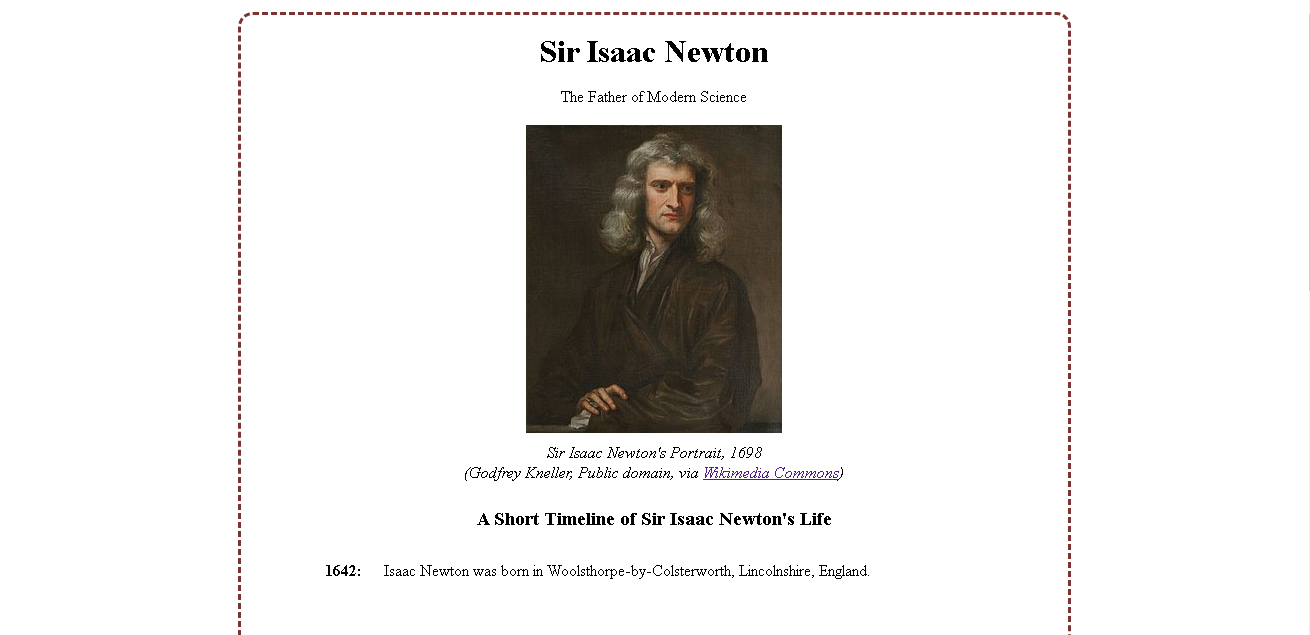 Sir Isaac Newton
The Father of Modern Science
Sir Isaac Newton's Portrait, 1698
(Godfrey Kneller, Public domain, via Wikimedia Commons)
A Short Timeline of Sir Isaac Newton's Life
1642: Isaac Newton was born in Woolsthorpe-by-Colsterworth, Lincolnshire, England.